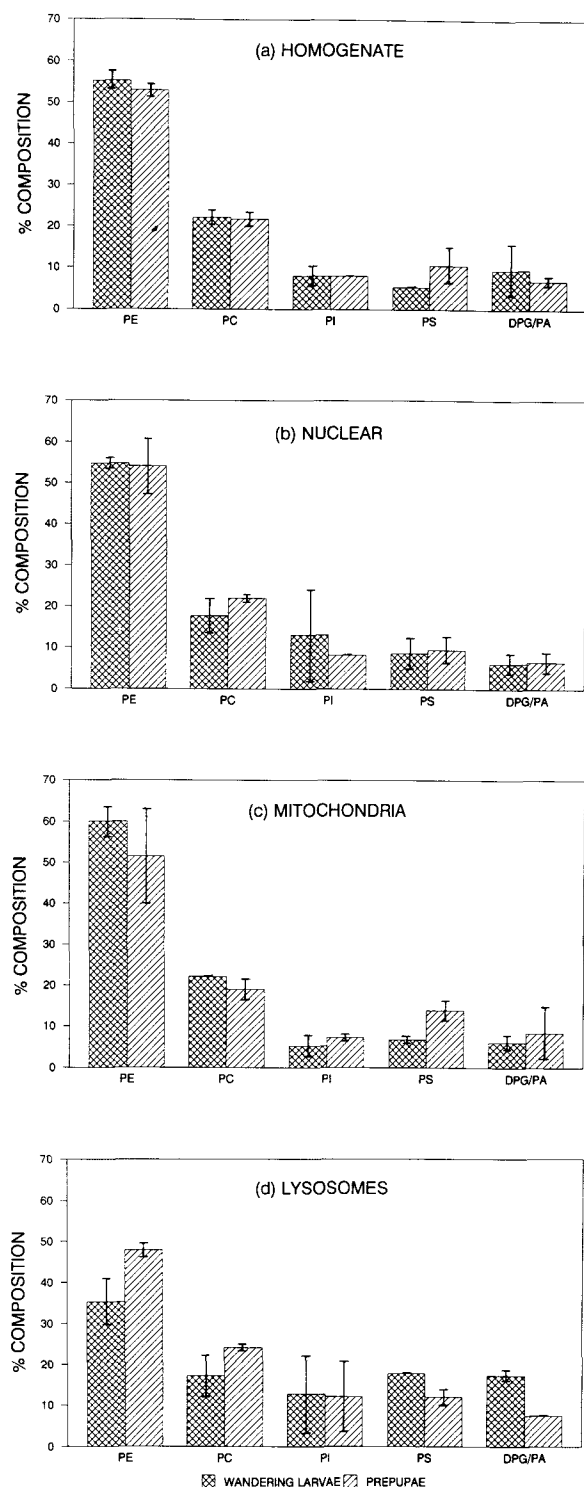 (a) HOMOGENATE
% COMPOSITION
70
60
50
40
30
20
10
0
PE PC PI PS DPG/PA
(b) NUCLEAR
% COMPOSITION
70
60
50
40
30
20
10
0
PE PC PI PS DPG/PA
(c) MITOCHONDRIA
% COMPOSITION
70
60
50
40
30
20
10
0
PE PC PI PS DPG/PA
(d) LYSOSOMES
% COMPOSITION
70
60
50
40
30
20
10
0
PE PC PI PS DPG/PA
WANDERING LARVAE PREPUPAE